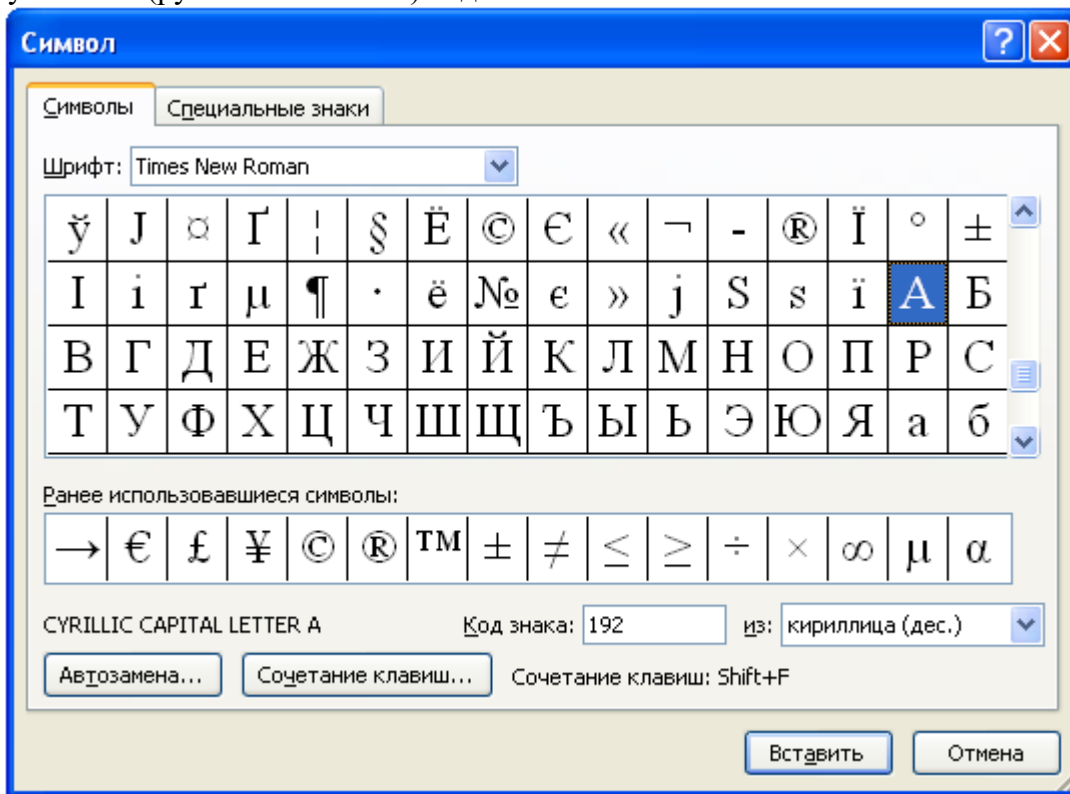 Символ
Символы Специальные знаки
Шрифт: Times New Roman
ў Ј ¤ Ґ ¦ § Ё © Є « ¬ - ® Ї ° ±
І і ґ µ ¶ · ё № є » ј Ѕ ѕ ї А Б
В Г Д Е Ж З И Й К Л М Н О П Р С
Т У Ф Х Ц Ч Ш Щ Ъ Ы Ь Э Ю Я а б
Ранее использовавшиеся символы:
→ € £ ¥ © ® ™ ± ≠ ≤ ≥ ÷ × ∞ µ α
CYRILLIC CAPITAL LETTER A Код знака: 192 из: кириллица (дес.)
Автозамена... Сочетание клавиш... Сочетание клавиш: Shift+F
Вставить Отмена